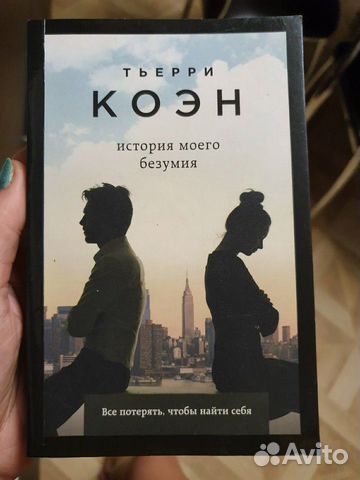 ТЬЕРРИ
КОЭН
история моего
безумия
Все потерять, чтобы найти себя
Avito